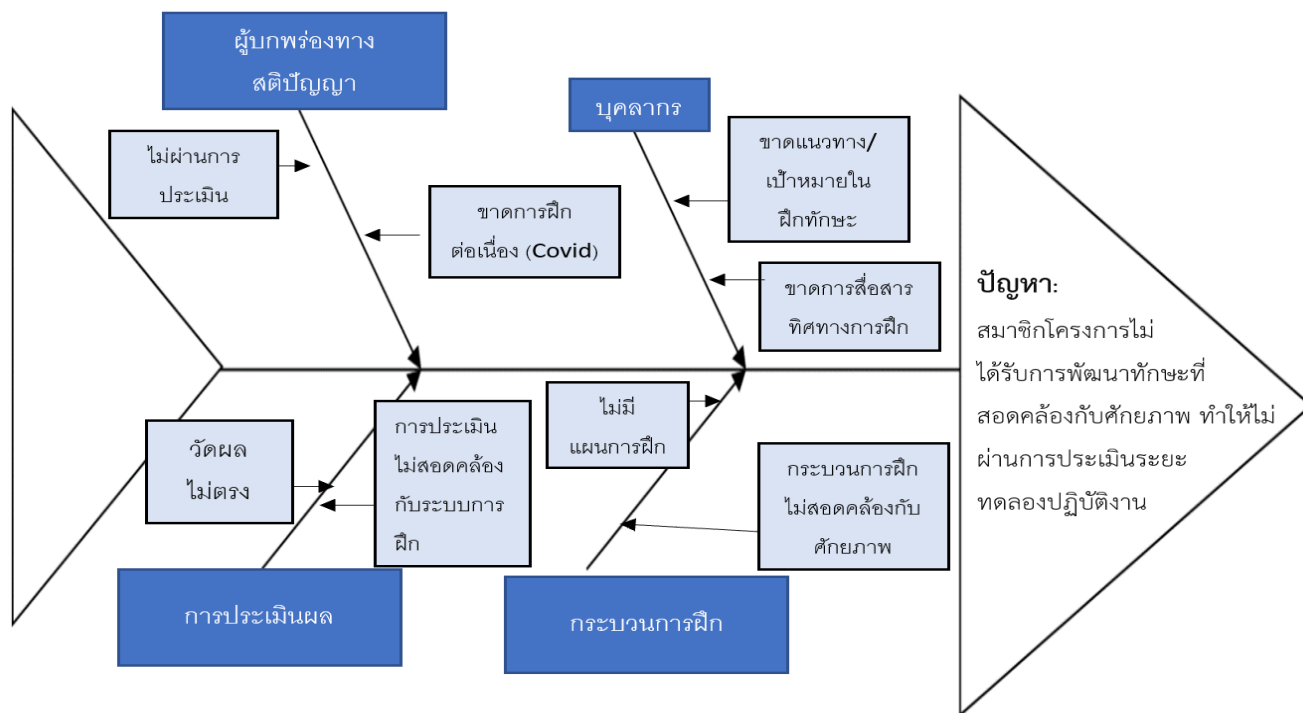 ผู้บกพร่องทาง
สติปัญญา
บุคลากร
ไม่ผ่านการ
ประเมิน
ขาดการฝึก
ต่อเนื่อง (Covid)
ขาดแนวทาง/
เป้าหมายใน
ฝึกทักษะ
ขาดการสื่อสาร
ทิศทางการฝึก
ปัญหา:
สมาชิกโครงการไม่
ได้รับการพัฒนาทักษะที่
สอดคล้องกับศักยภาพ ทำให้ไม่
ผ่านการประเมินระยะ
ทดลองปฏิบัติงาน
วัดผล
ไม่ตรง
การประเมิน
ไม่สอดคล้อง
กับระบบการ
ฝึก
ไม่มี
แผนการฝึก
กระบวนการฝึก
ไม่สอดคล้องกับ
ศักยภาพ
การประเมินผล
กระบวนการฝึก